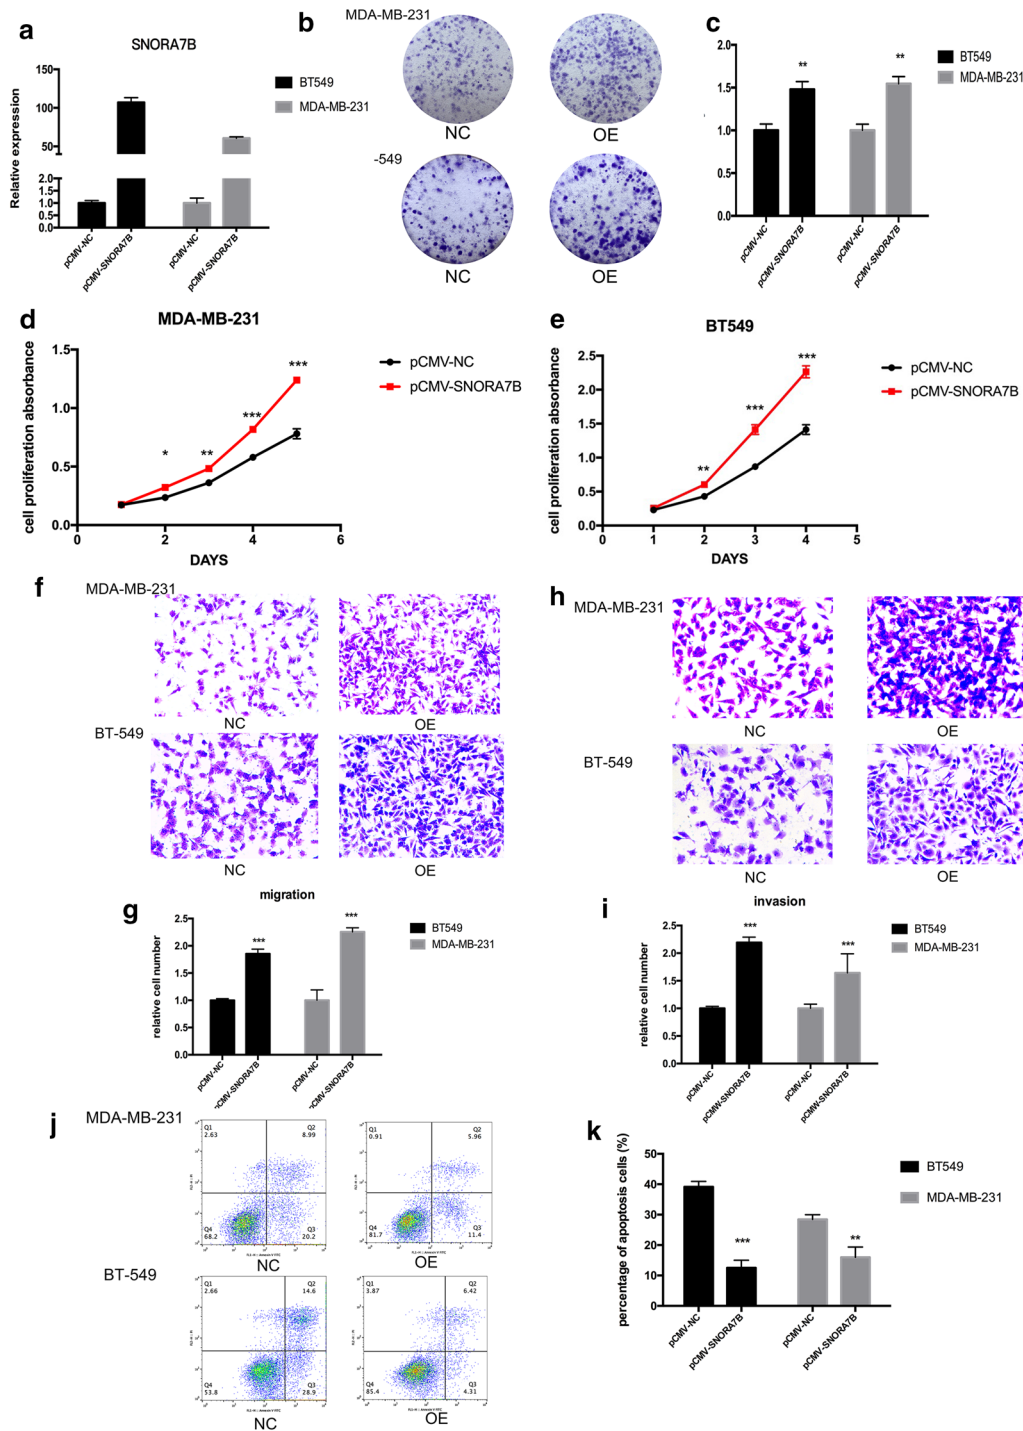 a
SNORA7B
Relative expression
150
100
50
2.0
1.5
1.0
0.5
0.0
pCMV-NC
pCMV-SNORA7B
pCMV-NC
pCMV-SNORA7B
BT549
MDA-MB-231
b
MDA-MB-231
NC
OE
-549
NC
OE
c
2.0
1.5
1.0
0.5
0.0
**
**
pCMV-NC
pCMV-SNORA7B
pCMV-NC
pCMV-SNORA7B
BT549
MDA-MB-231
d
MDA-MB-231
cell proliferation absorbance
1.5
1.0
0.5
0.0
*
**
***
***
0 2 4 6
DAYS
pCMV-NC
pCMV-SNORA7B
e
BT549
cell proliferation absorbance
2.5
2.0
1.5
1.0
0.5
0.0
**
***
***
0 1 2 3 4 5
DAYS
pCMV-NC
pCMV-SNORA7B
f
MDA-MB-231
NC
OE
BT-549
NC
OE
h
MDA-MB-231
NC
OE
BT-549
NC
OE
g
migration
relative cell number
2.5
2.0
1.5
1.0
0.5
0.0
***
***
pCMV-NC
pCMV-SNORA7B
pCMV-NC
pCMV-SNORA7B
BT549
MDA-MB-231
i
invasion
relative cell number
2.5
2.0
1.5
1.0
0.5
0.0
***
***
pCMV-NC
pCMW-SNORA7B
pCMV-NC
pCMW-SNORA7B
BT549
MDA-MB-231
j
MDA-MB-231
Q1
2.63
Q2
8.99
Q4
68.2
Q3
20.2
NC
Q1
0.91
Q2
5.96
Q4
81.7
Q3
11.4
OE
BT-549
Q1
2.66
Q2
14.6
Q4
53.8
Q3
28.9
NC
Q1
3.87
Q2
6.42
Q4
85.4
Q3
4.31
OE
k
percentage of apoptosis cells (%)
50
40
30
20
10
0
***
**
pCMV-NC
pCMV-SNORA7B
pCMV-NC
pCMV-SNORA7B
BT549
MDA-MB-231